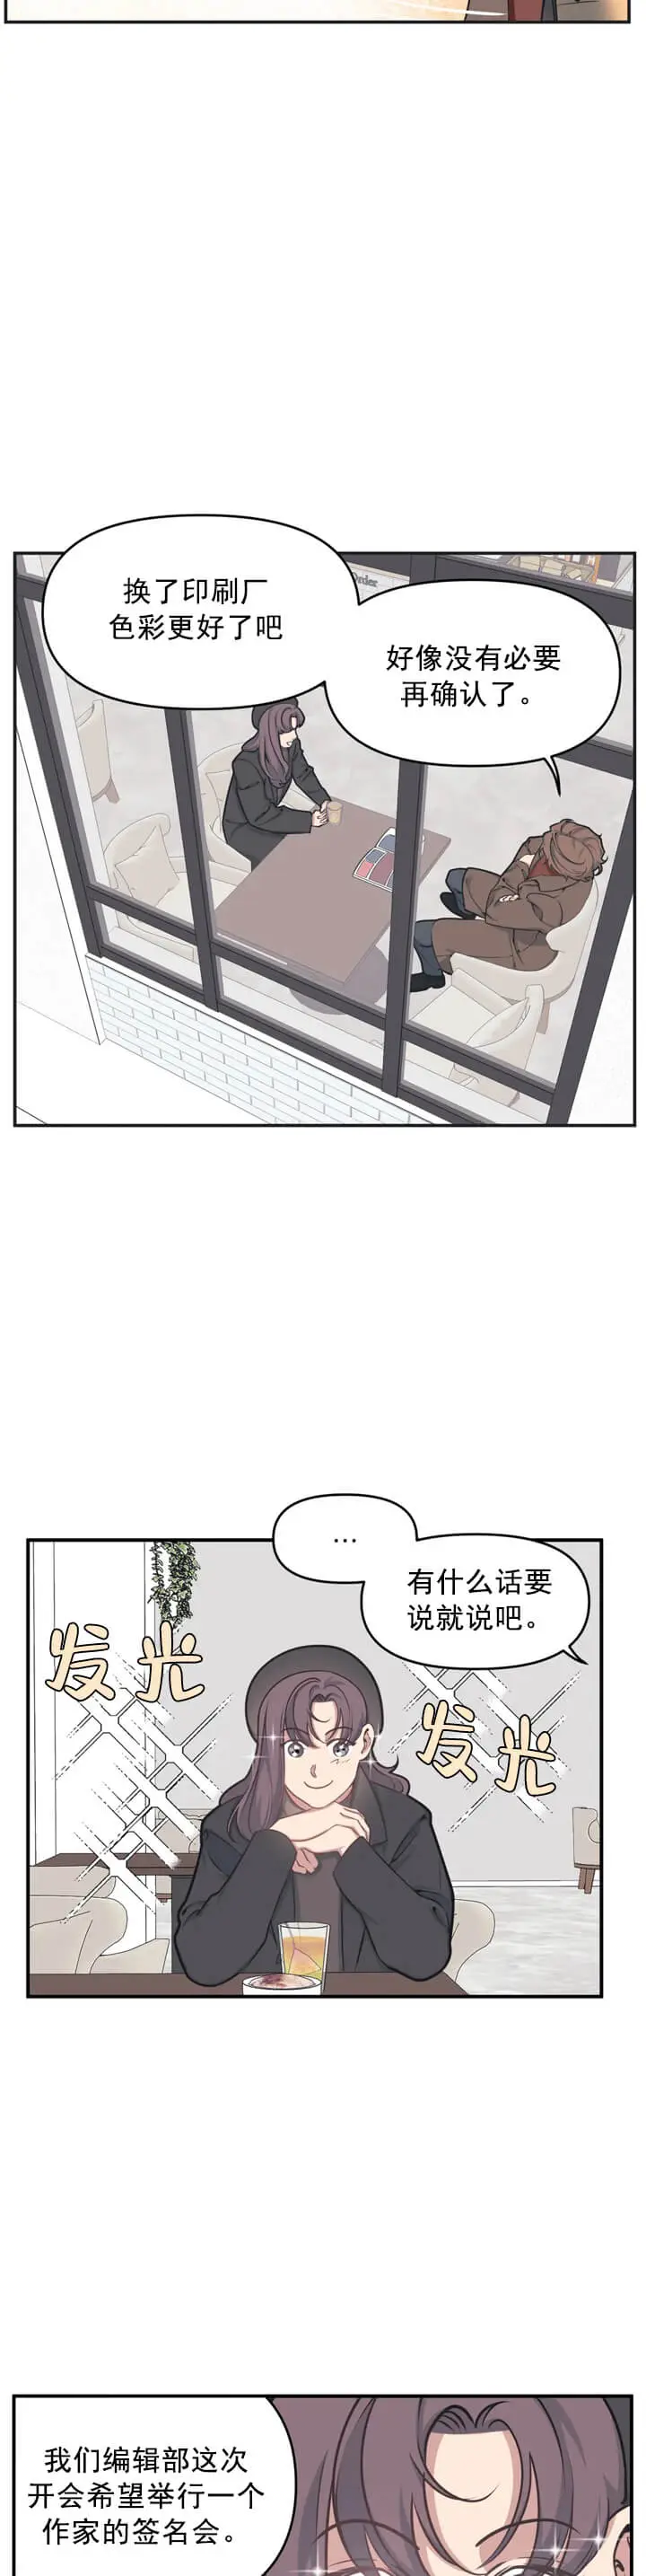 换了印刷厂
色彩更好了吧
Order
好像没有必要
再确认了。
…
有什么话要
说就说吧。
发光
发光
我们编辑部这次
开会希望举行一个
作家的签名会。